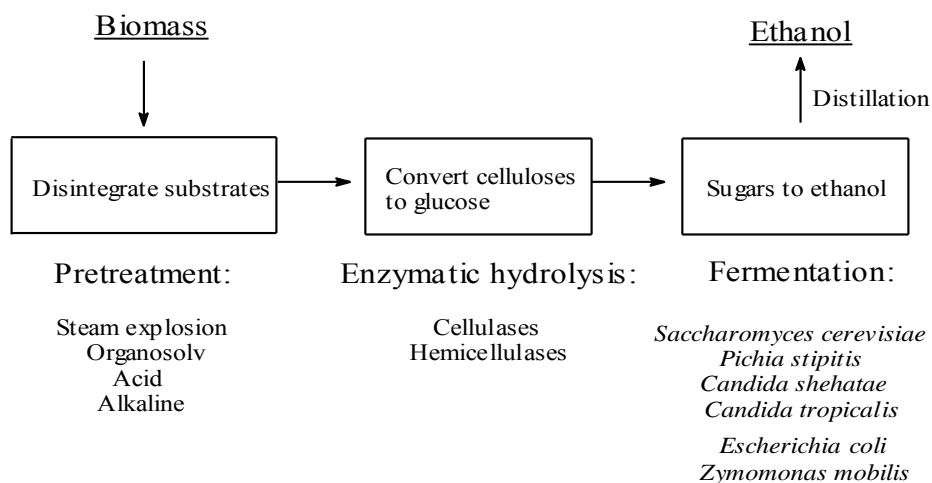 Biomass
Ethanol
Distillation
Disintegrate substrates
Convert celluloses
to glucose
Sugars to ethanol
Pretreatment:
Steam explosion
Organosolv
Acid
Alkaline
Enzymatic hydrolysis:
Cellulases
Hemicellulases
Fermentation:
Saccharomyces cerevisiae
Pichia stipitis
Candida shehatae
Candida tropicalis
Escherichia coli
Zymomonas mobilis